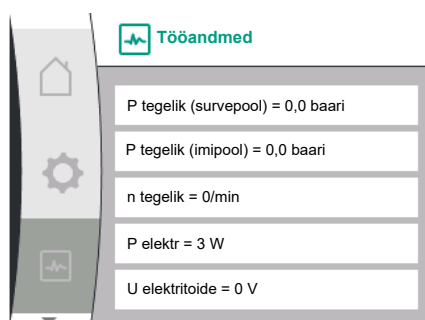 Tööandmed
P tegelik (survepool) = 0,0 baari
P tegelik (imipool) = 0,0 baari
n tegelik = 0/min
P elektr = 3 W
U elektritoide = 0 V